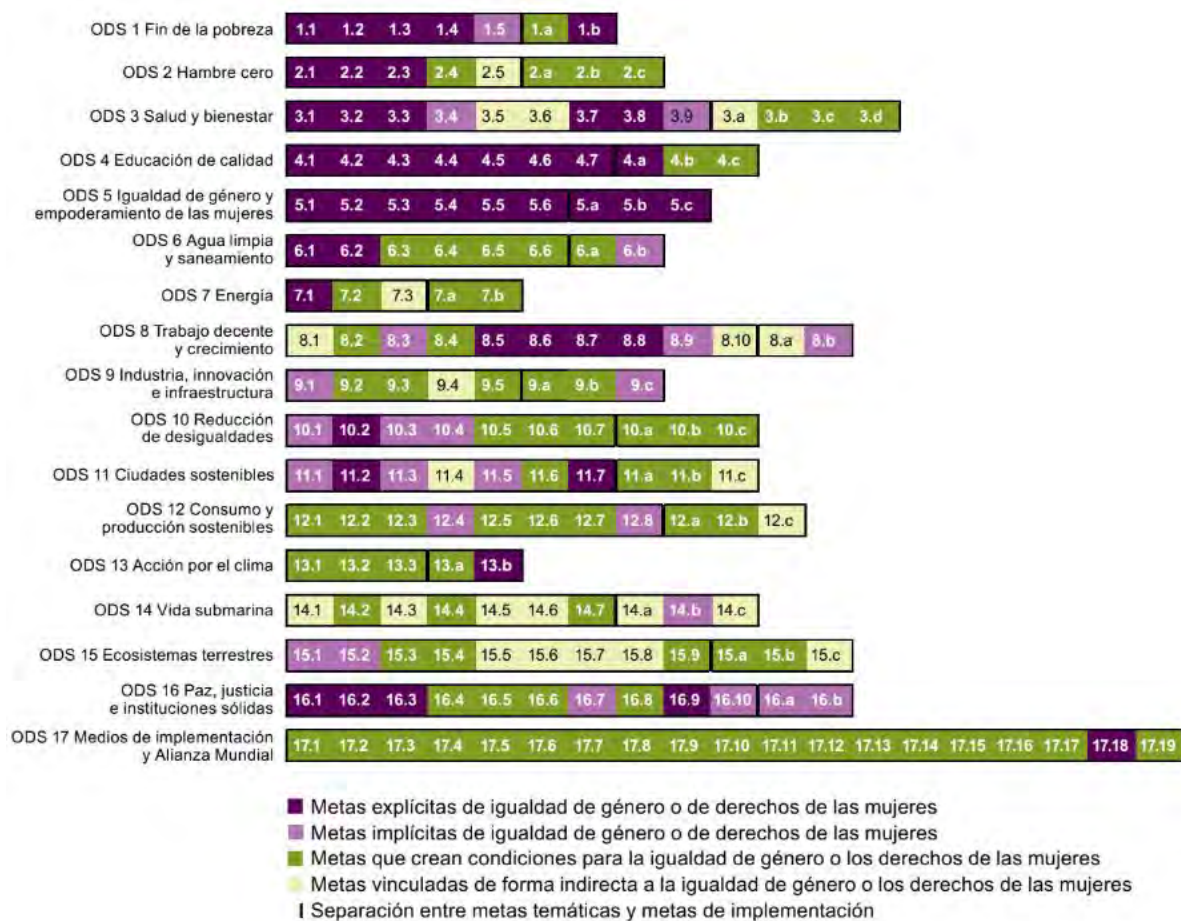 ODS 1 Fin de la pobreza 1.1 1.2 1.3 1.4 1.5 1.a 1.b
ODS 2 Hambre cero 2.1 2.2 2.3 2.4 2.5 2.a 2.b 2.c
ODS 3 Salud y bienestar 3.1 3.2 3.3 3.4 3.5 3.6 3.7 3.8 3.9 3.a 3.b 3.c 3.d
ODS 4 Educación de calidad 4.1 4.2 4.3 4.4 4.5 4.6 4.7 4.a 4.b 4.c
ODS 5 Igualdad de género y
empoderamiento de las mujeres
5.1 5.2 5.3 5.4 5.5 5.6 5.a 5.b 5.c
ODS 6 Agua limpia
y saneamiento
6.1 6.2 6.3 6.4 6.5 6.6 6.a 6.b
ODS 7 Energía 7.1 7.2 7.3 7.a 7.b
ODS 8 Trabajo decente
y crecimiento
8.1 8.2 8.3 8.4 8.5 8.6 8.7 8.8 8.9 8.10 8.a 8.b
ODS 9 Industria, innovación
e infraestructura
9.1 9.2 9.3 9.4 9.5 9.a 9.b 9.c
ODS 10 Reducción
de desigualdades
10.1 10.2 10.3 10.4 10.5 10.6 10.7 10.a 10.b 10.c
ODS 11 Ciudades sostenibles 11.1 11.2 11.3 11.4 11.5 11.6 11.7 11.a 11.b 11.c
ODS 12 Consumo y
producción sostenibles
12.1 12.2 12.3 12.4 12.5 12.6 12.7 12.8 12.a 12.b 12.c
ODS 13 Acción por el clima 13.1 13.2 13.3 13.a 13.b
ODS 14 Vida submarina 14.1 14.2 14.3 14.4 14.5 14.6 14.7 14.a 14.b 14.c
ODS 15 Ecosistemas terrestres 15.1 15.2 15.3 15.4 15.5 15.6 15.7 15.8 15.9 15.a 15.b 15.c
ODS 16 Paz, justicia
e instituciones sólidas
16.1 16.2 16.3 16.4 16.5 16.6 16.7 16.8 16.9 16.10 16.a 16.b
ODS 17 Medios de implementación
y Alianza Mundial
17.1 17.2 17.3 17.4 17.5 17.6 17.7 17.8 17.9 17.10 17.11 17.12 17.13 17.14 17.15 17.16 17.17 17.18 17.19
Metas explícitas de igualdad de género o de derechos de las mujeres
Metas implícitas de igualdad de género o de derechos de las mujeres
Metas que crean condiciones para la igualdad de género o los derechos de las mujeres
Metas vinculadas de forma indirecta a la igualdad de género o los derechos de las mujeres
Separación entre metas temáticas y metas de implementación